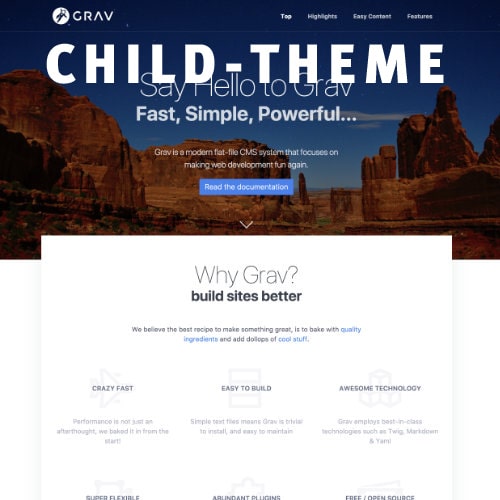 GRAV
Top Highlights Easy Content Features
CHILD-THEME
Say Hello to Grav
Fast, Simple, Powerful...
Grav is a modern flat-file CMS system that focuses on
making web development fun again.
Read the documentation
Why Grav?
build sites better
We believe the best recipe to make something great, is to bake with quality
ingredients and add dollops of cool stuff.
CRAZY FAST
Performance is not just an
afterthought, we baked it in from the
start!
EASY TO BUILD
Simple text files means Grav is trivial
to install, and easy to maintain
AWESOME TECHNOLOGY
Grav employs best-in-class
technologies such as Twig, Markdown
& Yaml
SUPER FLEXIBLE
ABUNDANT PLUGINS
FREE / OPEN SOURCE